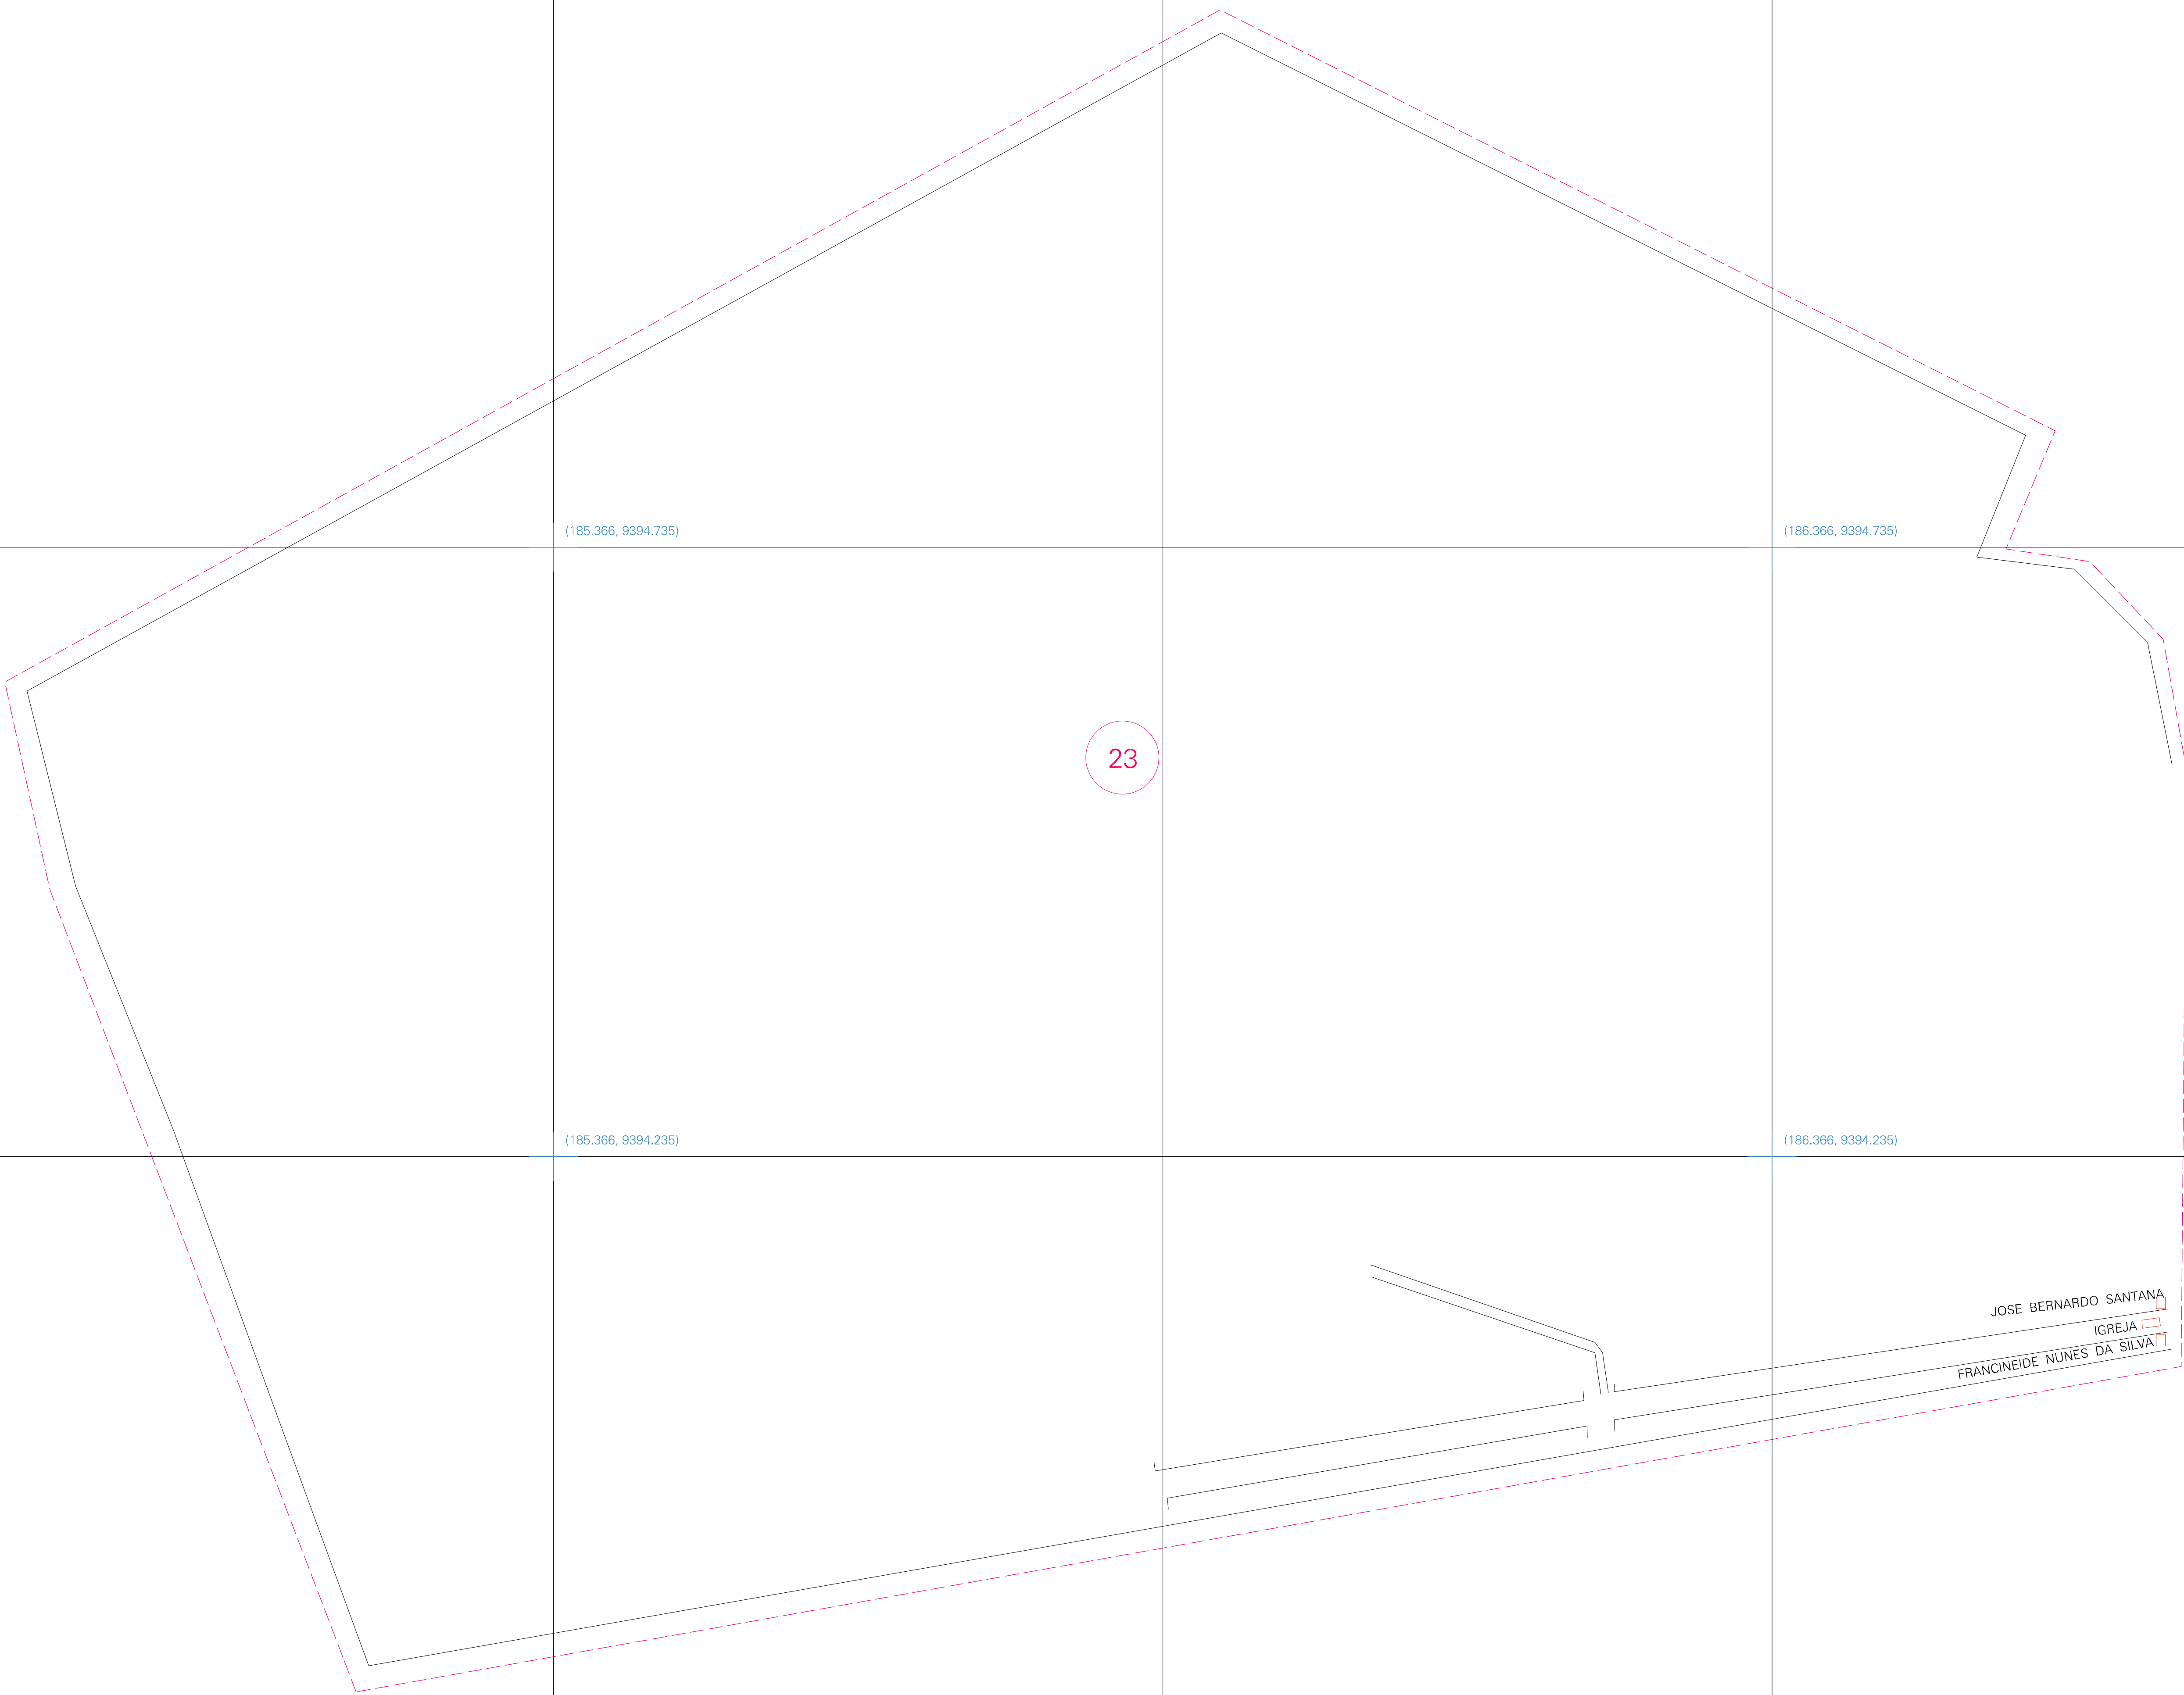 (185.366, 9394.735)
(186.366, 9394.735)
23
(185.366, 9394.235)
(186.366, 9394.235)
JOSE BERNARDO SANTANA
IGREJA
FRANCINEIDE NUNES DA SILVA